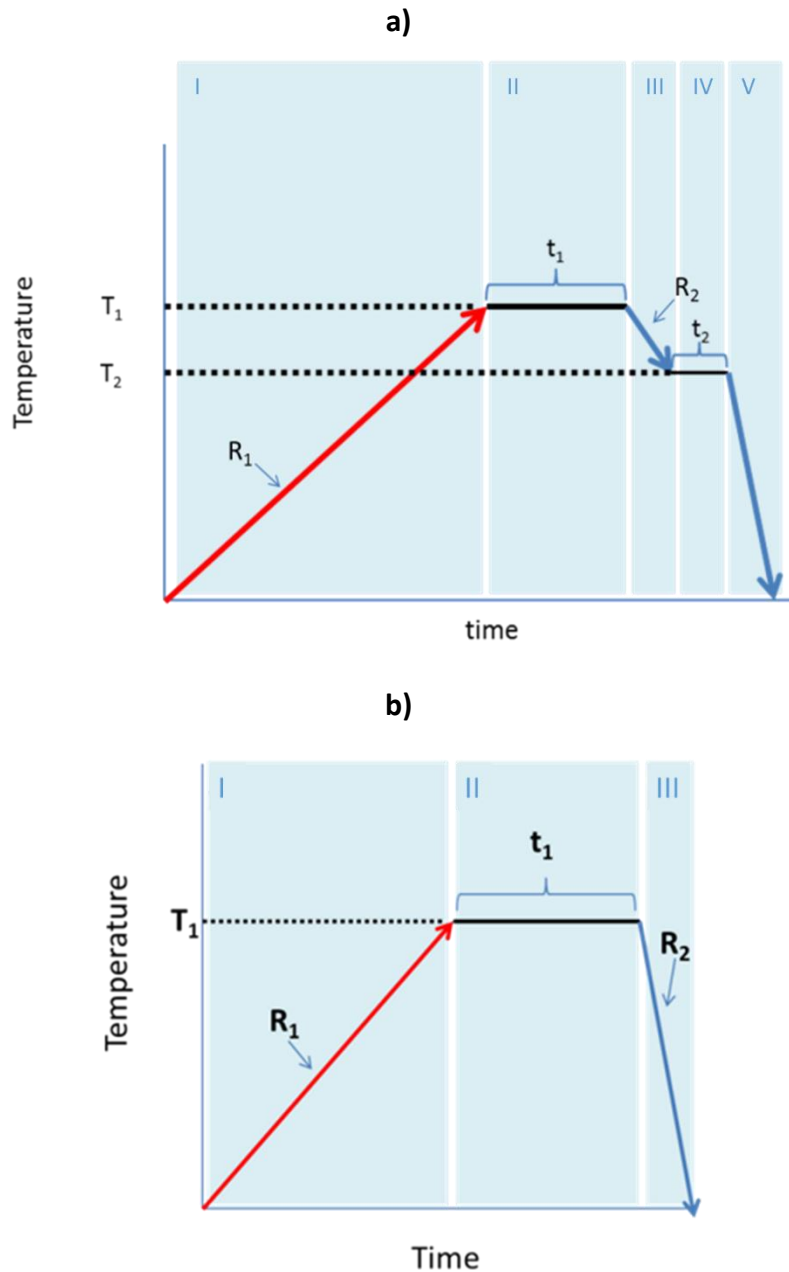 a)
I II III IV V
t₁
R₂
T₁
t₂
T₂
Temperature
R₁
time
b)
I II III
t₁
T₁
R₂
Temperature
R₁
Time